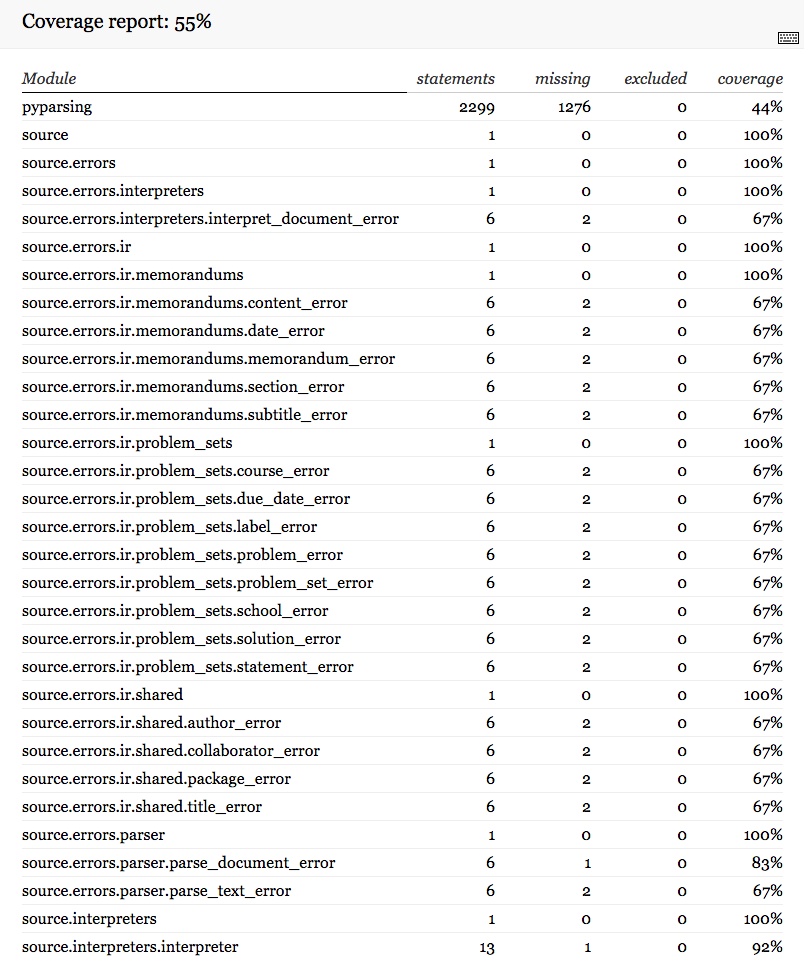 Coverage report: 55%
Module statements missing excluded coverage
pyparsing 2299 1276 0 44%
source 1 0 0 100%
source.errors 1 0 0 100%
source.errors.interpreters 1 0 0 100%
source.errors.interpreters.interpret_document_error 6 2 0 67%
source.errors.ir 1 0 0 100%
source.errors.ir.memorandums 1 0 0 100%
source.errors.ir.memorandums.content_error 6 2 0 67%
source.errors.ir.memorandums.date_error 6 2 0 67%
source.errors.ir.memorandums.memorandum_error 6 2 0 67%
source.errors.ir.memorandums.section_error 6 2 0 67%
source.errors.ir.memorandums.subtitle_error 6 2 0 67%
source.errors.ir.problem_sets 1 0 0 100%
source.errors.ir.problem_sets.course_error 6 2 0 67%
source.errors.ir.problem_sets.due_date_error 6 2 0 67%
source.errors.ir.problem_sets.label_error 6 2 0 67%
source.errors.ir.problem_sets.problem_error 6 2 0 67%
source.errors.ir.problem_sets.problem_set_error 6 2 0 67%
source.errors.ir.problem_sets.school_error 6 2 0 67%
source.errors.ir.problem_sets.solution_error 6 2 0 67%
source.errors.ir.problem_sets.statement_error 6 2 0 67%
source.errors.ir.shared 1 0 0 100%
source.errors.ir.shared.author_error 6 2 0 67%
source.errors.ir.shared.collaborator_error 6 2 0 67%
source.errors.ir.shared.package_error 6 2 0 67%
source.errors.ir.shared.title_error 6 2 0 67%
source.errors.parser 1 0 0 100%
source.errors.parser.parse_document_error 6 1 0 83%
source.errors.parser.parse_text_error 6 2 0 67%
source.interpreters 1 0 0 100%
source.interpreters.interpreter 13 1 0 92%